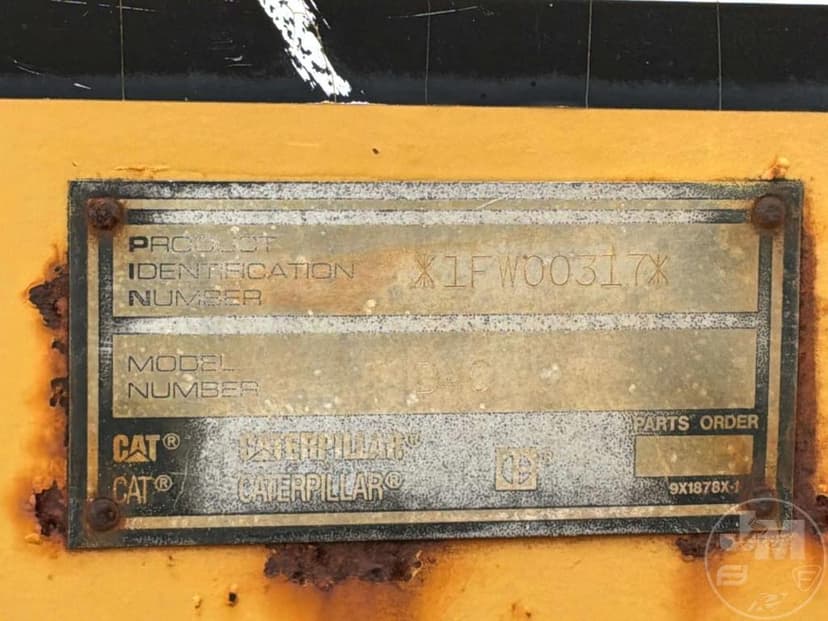 PRODUCT
IDENTIFICATION
NUMBER
*1FW00317*
MODEL
NUMBER
CAT® CATERPILLAR®
CAT® CATERPILLAR®
PARTS ORDER
9X1878X-1